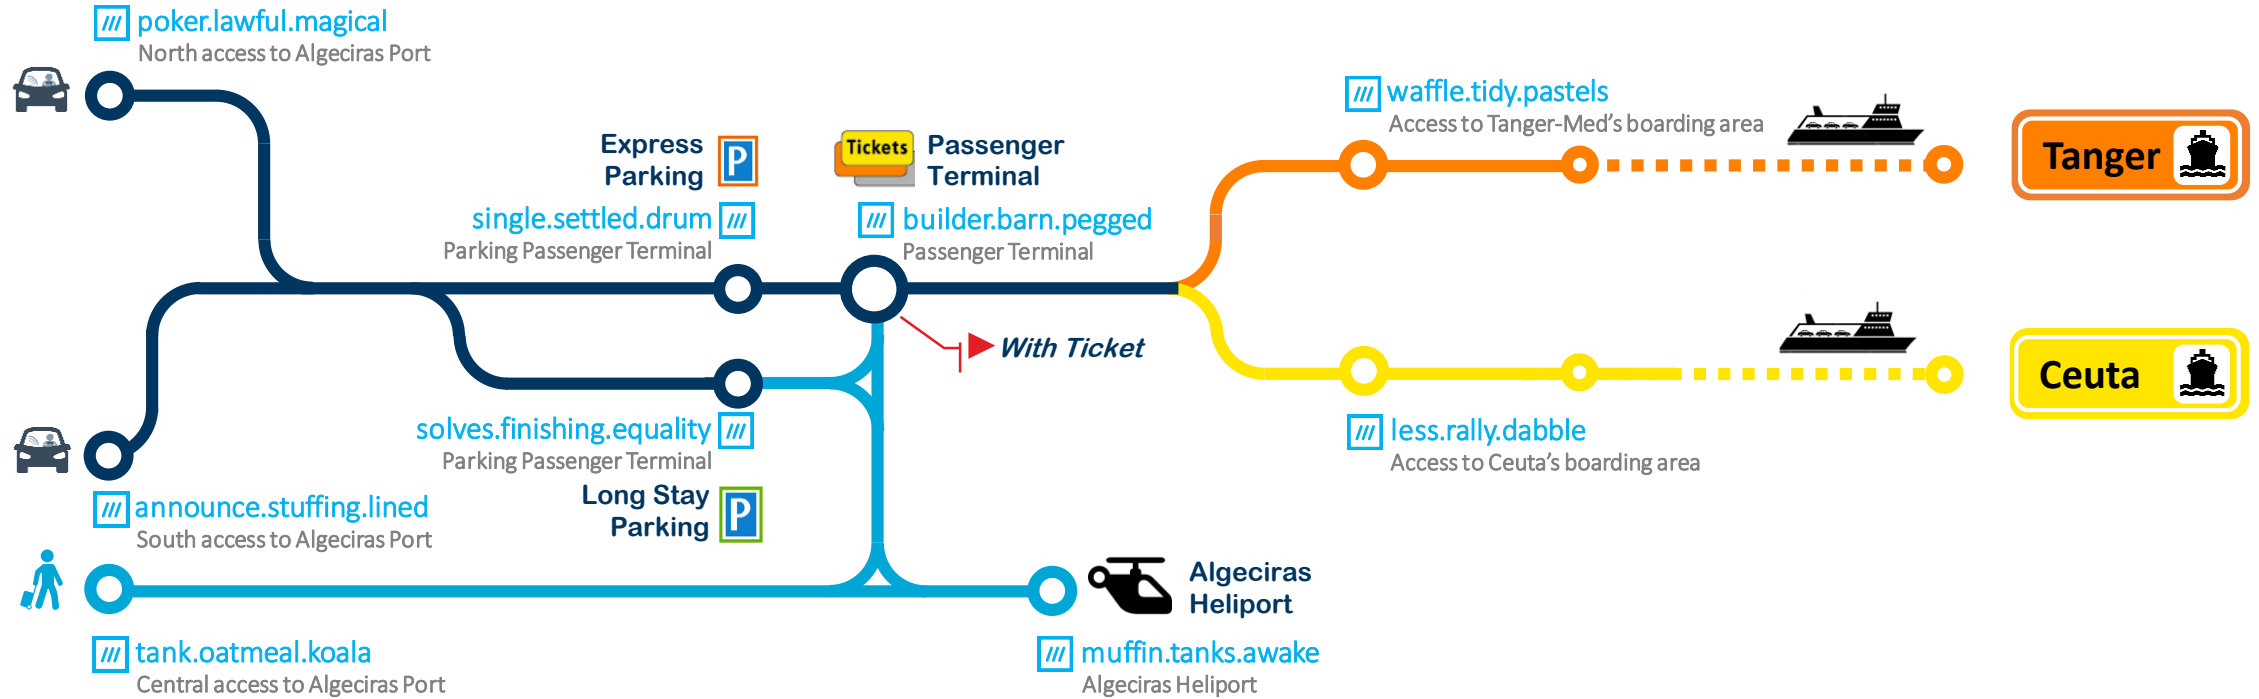 poker.lawful.magical
North access to Algeciras Port
Express
Parking
P
single.settled.drum
Parking Passenger Terminal
Tickets
Passenger
Terminal
builder.barn.pegged
Passenger Terminal
With Ticket
waffle.tidy.pastels
Access to Tanger-Med's boarding area
Tanger
Ceuta
less.rally.dabble
Access to Ceuta's boarding area
solves.finishing.equality
Parking Passenger Terminal
Long Stay
Parking
P
announce.stuffing.lined
South access to Algeciras Port
Algeciras
Heliport
tank.oatmeal.koala
Central access to Algeciras Port
muffin.tanks.awake
Algeciras Heliport